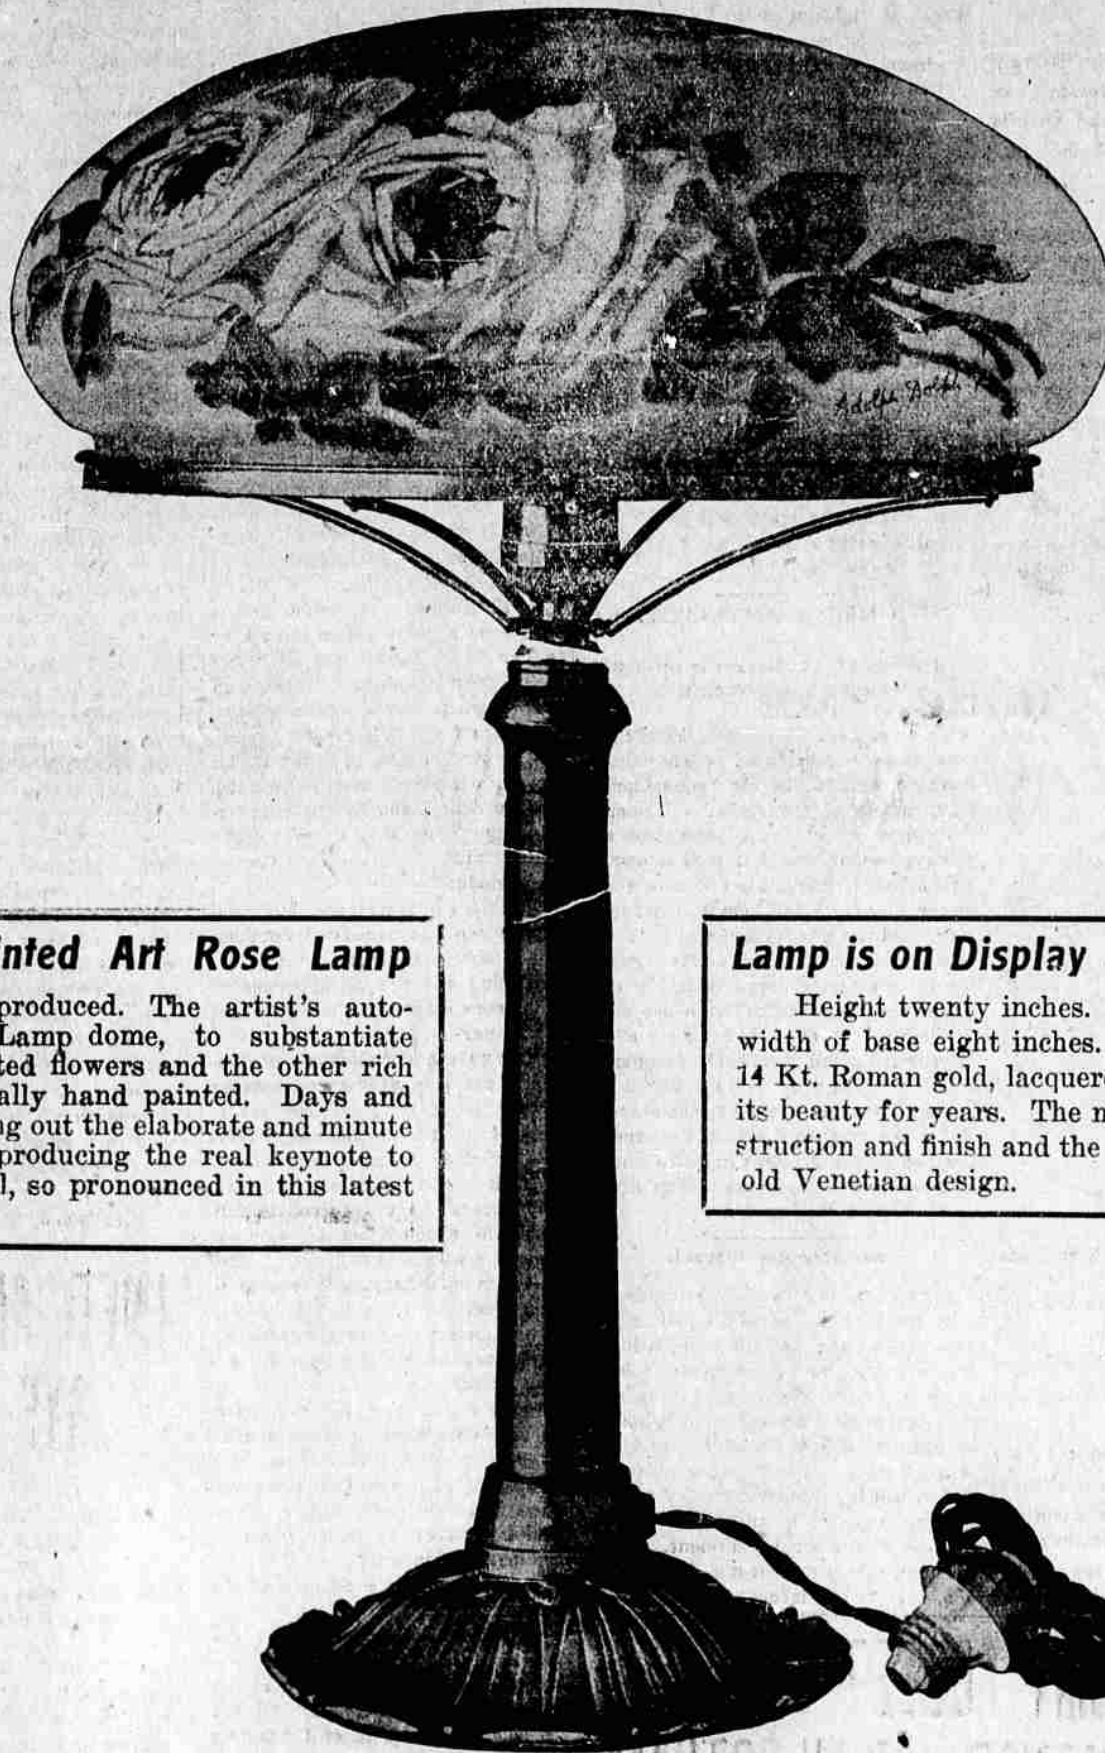 Adolph Dolph
nted Art Rose Lamp
produced. The artist's auto-
Lamp dome, to substantiate
ted flowers and the other rich
ally hand painted. Days and
g out the elaborate and minute
producing the real keynote to
l, so pronounced in this latest
Lamp is on Display
Height twenty inches.
width of base eight inches.
14 Kt. Roman gold, lacquer
its beauty for years. The
struction and finish and the
old Venetian design.